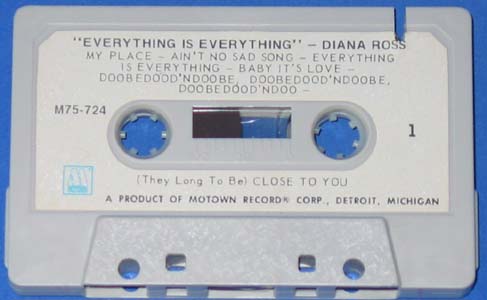 "EVERYTHING IS EVERYTHING" – DIANA ROSS
MY PLACE – AIN'T NO SAD SONG – EVERYTHING
IS EVERYTHING – BABY IT'S LOVE –
DOOBEDOOD'NDOOBE, DOOBEDOOD'NDOOBE,
DOOBEDOOD'NDOO –
M75-724
1
(They Long To Be) CLOSE TO YOU
A PRODUCT OF MOTOWN RECORD® CORP., DETROIT, MICHIGAN